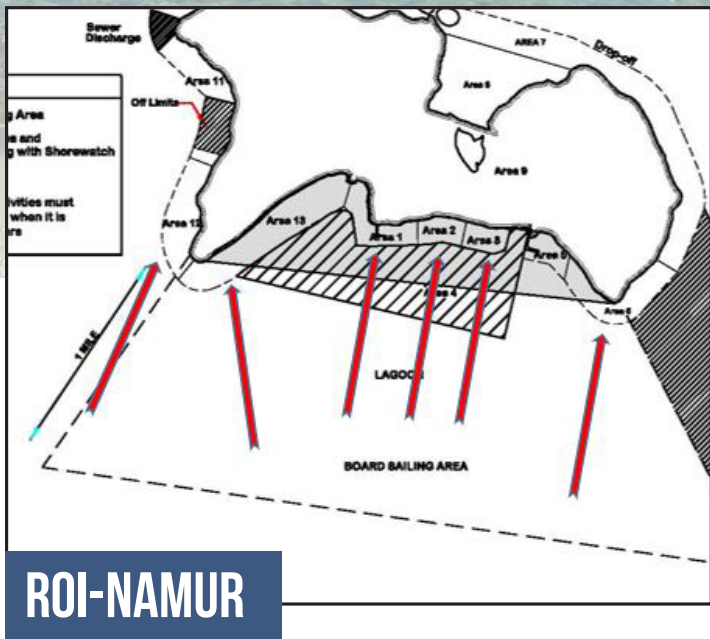 Sewer
Discharge
AREA 7
Drop-off
Area 11
Area 8
Off Limits
g Area
es and
g with Shorewatch
Area 9
ivities must
when it is
ers
Area 12
Area 13
Area 1
Area 2
Area 3
Area 5
Area 4
Area 6
1 MILE
LAGOON
BOARD SAILING AREA
ROI-NAMUR